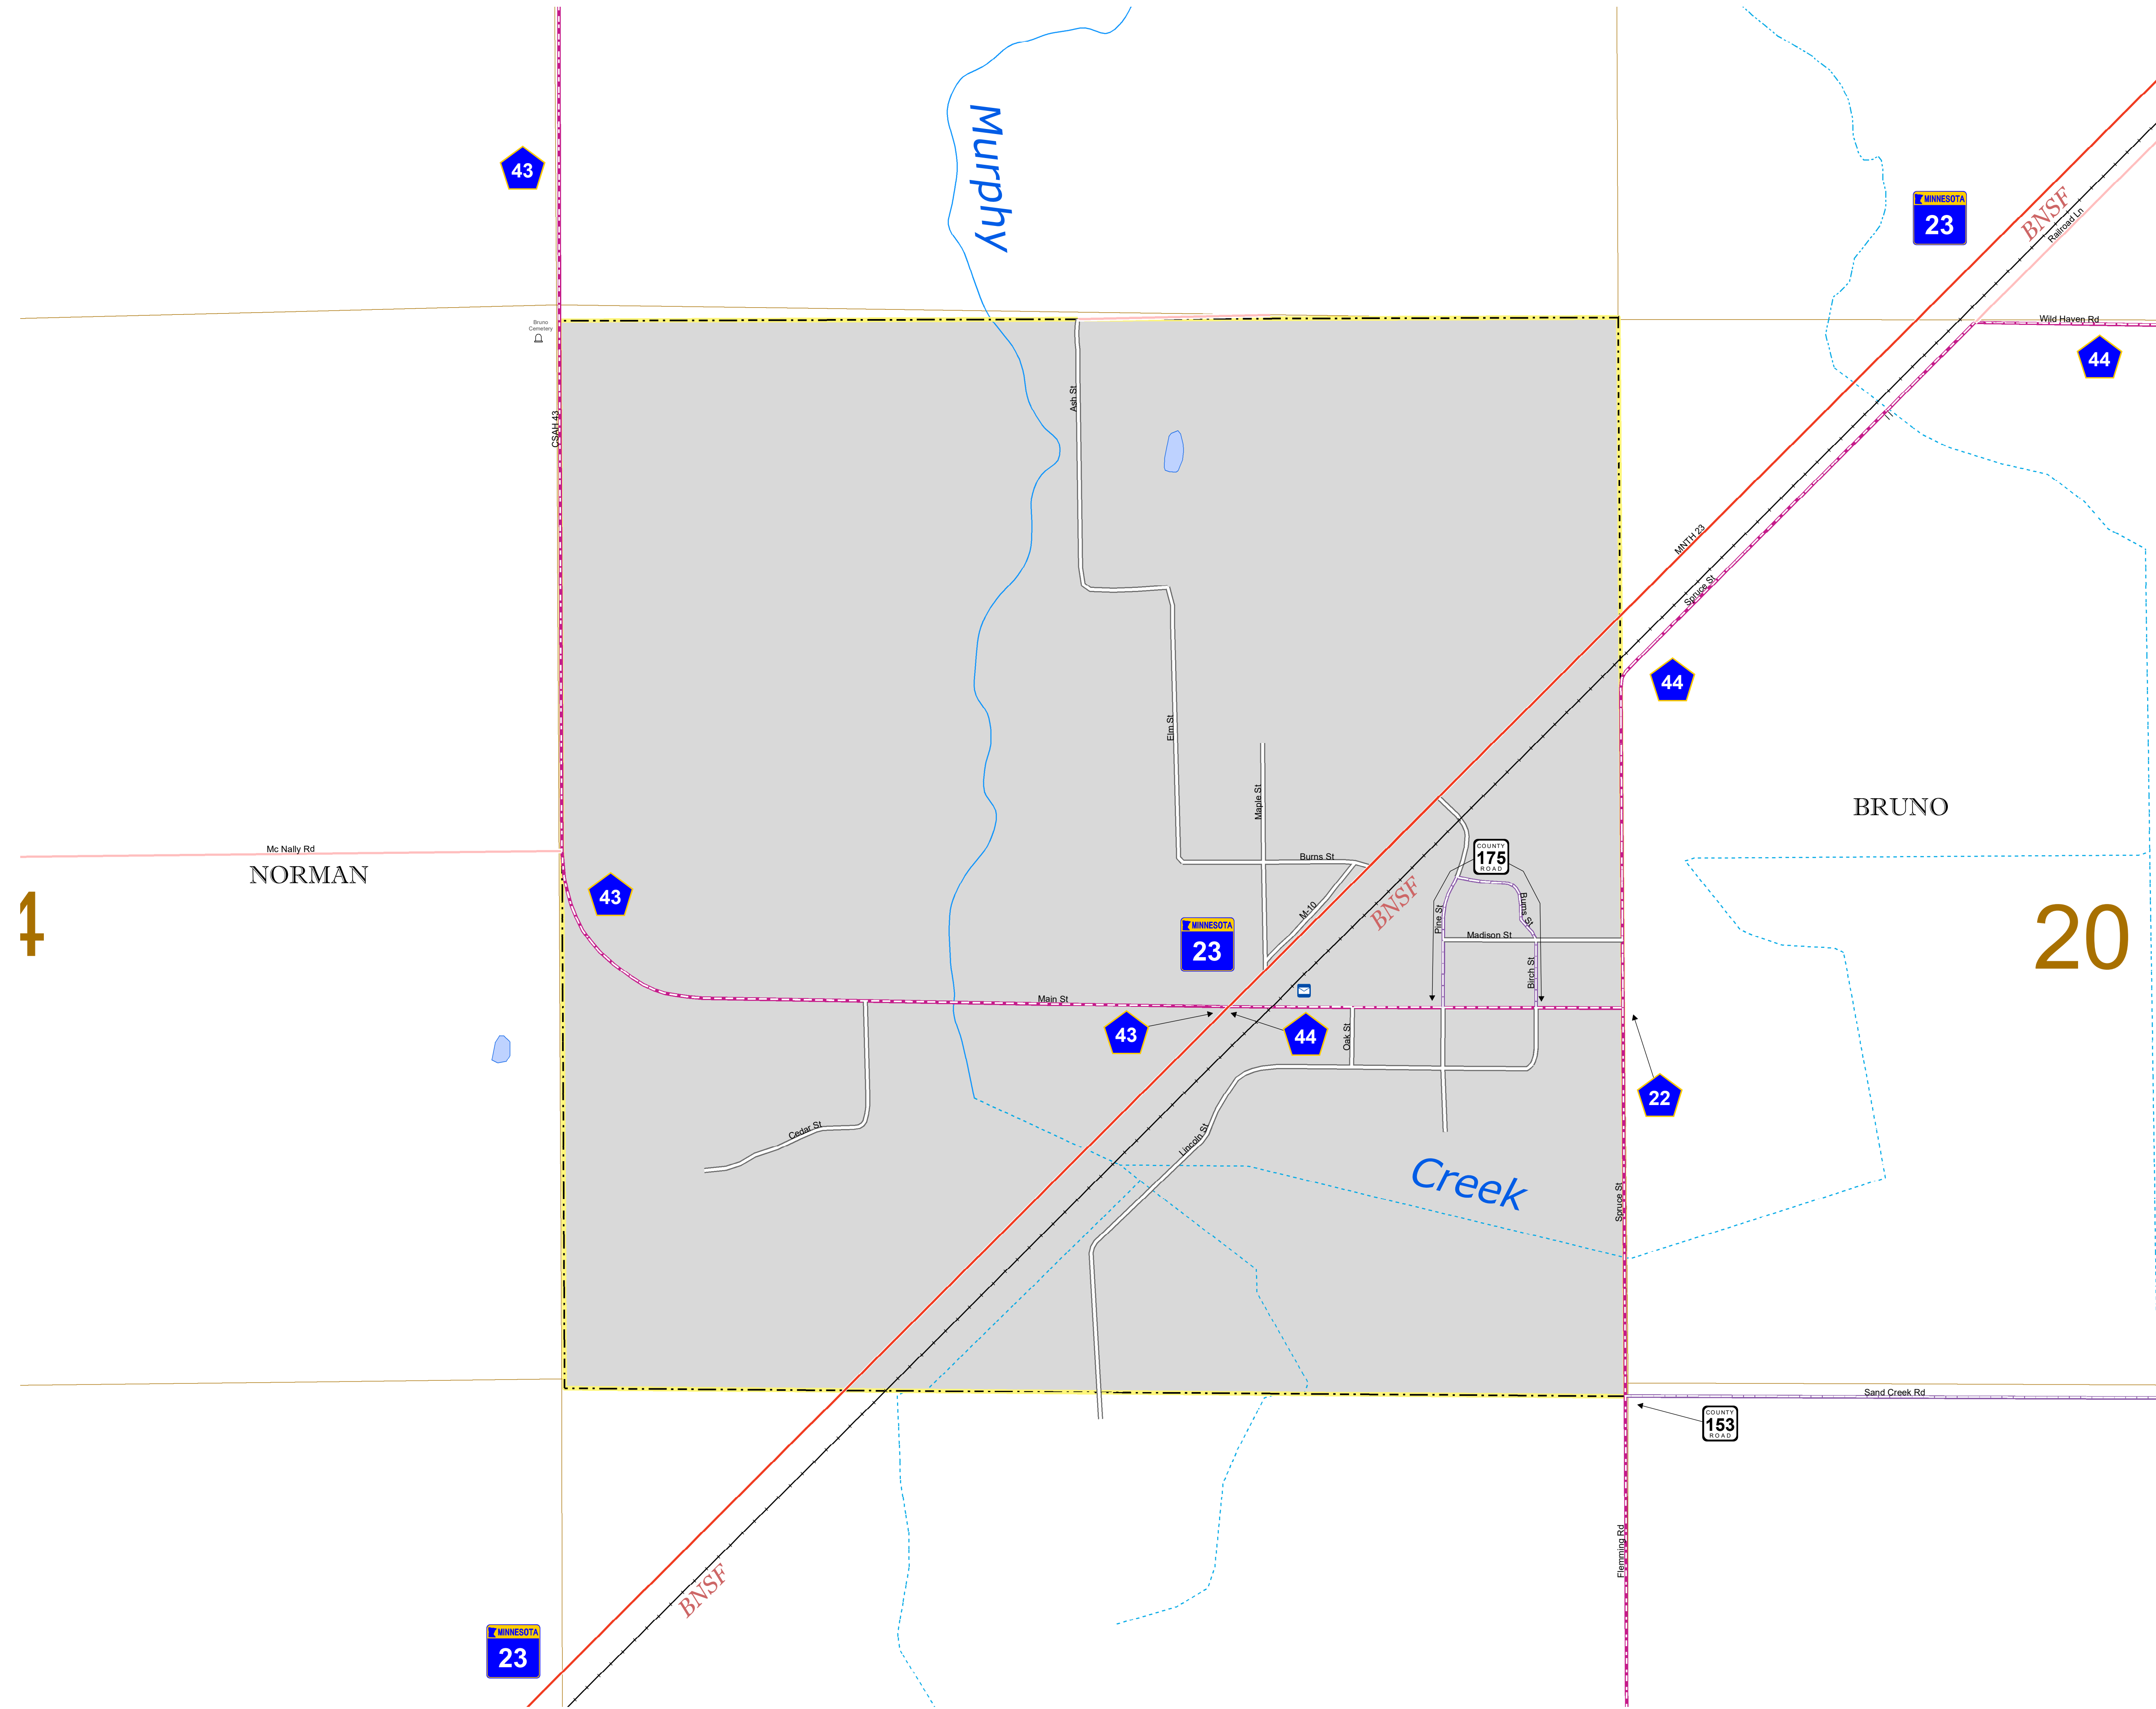 43
Murphy
MINNESOTA
23
BNSF
Railroad Ln
Bruno
Cemetery
Wild Haven Rd
44
Ash St
CSAH 43
MNTH 23
Spruce St
44
Elm St
Maple St
BRUNO
Mc Nally Rd
NORMAN
Burns St
COUNTY
175
ROAD
43
4
M-10
BNSF
Pine St
Burns St
MINNESOTA
23
Madison St
20
Birch St
Main St
43
44
Oak St
22
Cedar St
Lincoln St
Creek
Spruce St
Sand Creek Rd
COUNTY
153
ROAD
Flemming Rd
BNSF
MINNESOTA
23